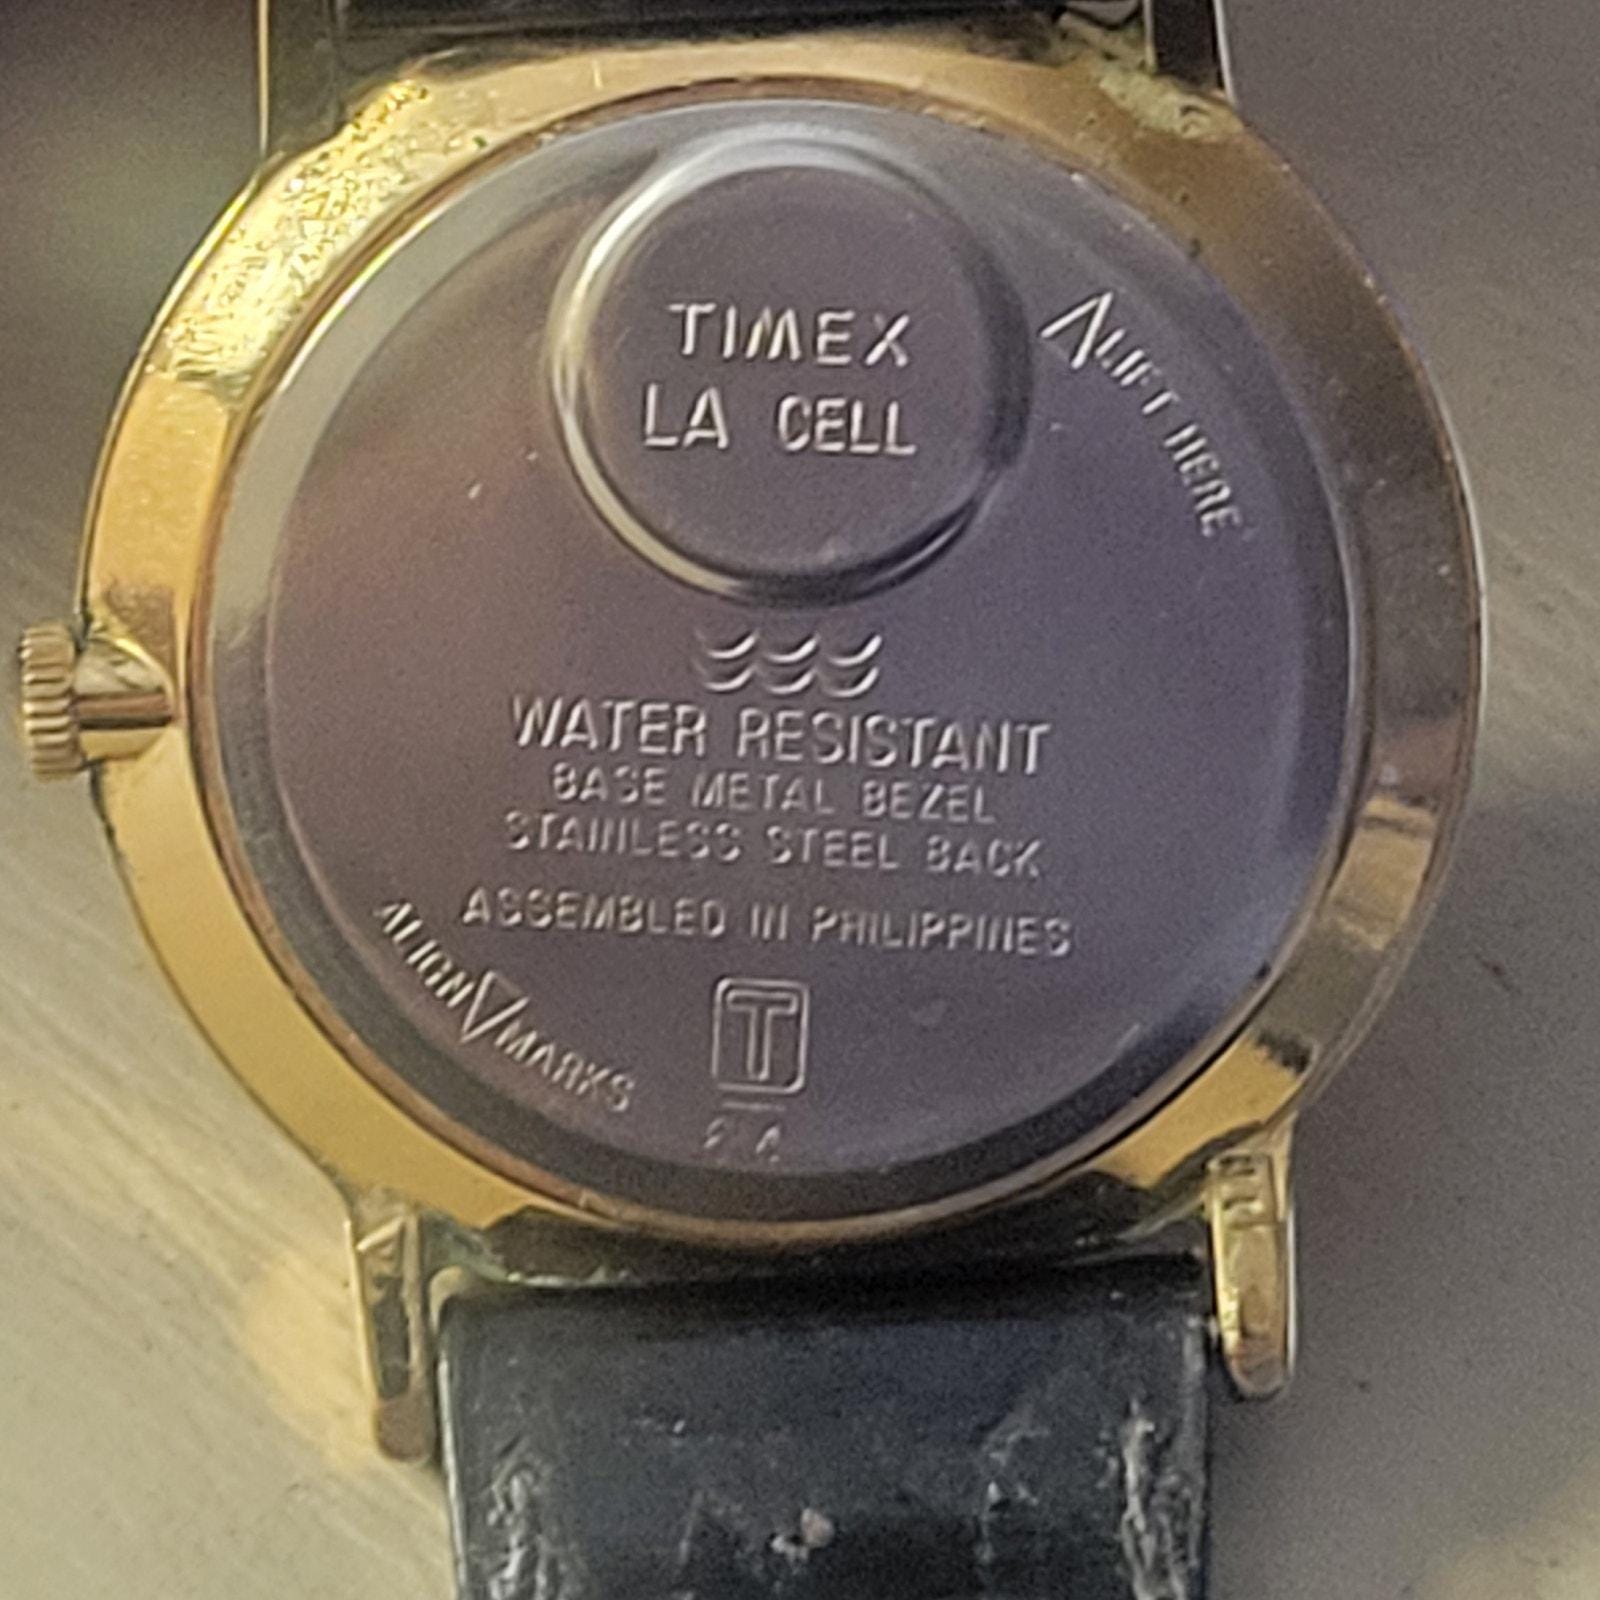 TIMEX
LA CELL
LIFT HERE
WATER RESISTANT
BASE METAL BEZEL
STAINLESS STEEL BACK
ASSEMBLED IN PHILIPPINES
ALIGN MARKS
T